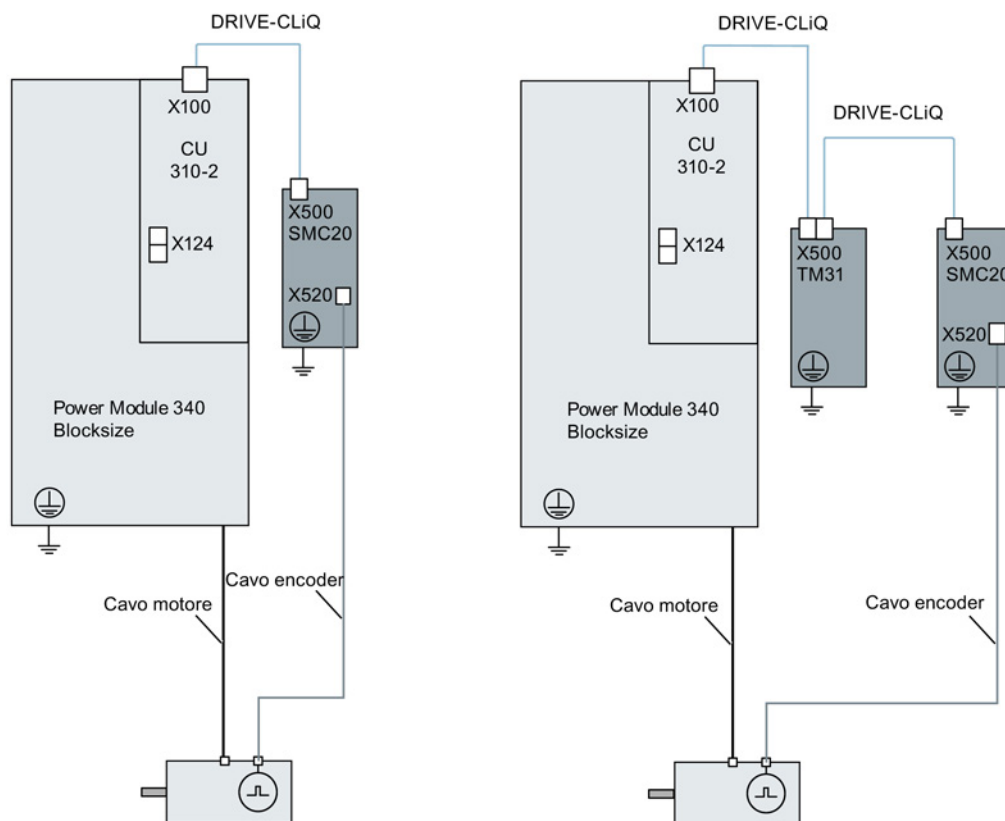 DRIVE-CLiQ
X100
CU
310-2
X124
X500
SMC20
X520
Power Module 340
Blocksize
Cavo encoder
Cavo motore
DRIVE-CLiQ
X100
DRIVE-CLiQ
CU
310-2
X124
X500
TM31
X500
SMC20
X520
Power Module 340
Blocksize
Cavo motore
Cavo encoder